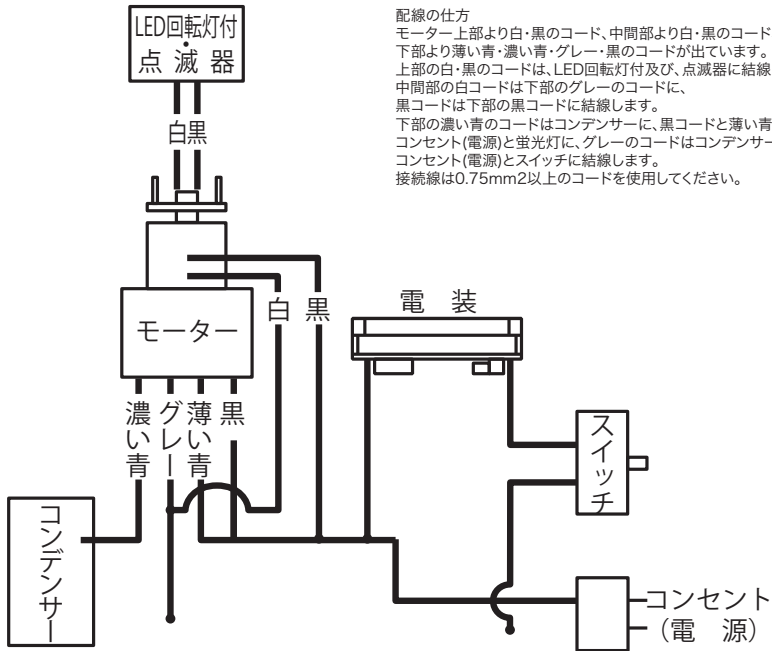 配線の仕方
モーター上部より白・黒のコード、中間部より白・黒のコード
下部より薄い青・濃い青・グレー・黒のコードが出ています。
上部の白・黒のコードは、LED回転灯付及び、点滅器に結線
中間部の白コードは下部のグレーのコードに、
黒コードは下部の黒コードに結線します。
下部の濃い青のコードはコンデンサーに、黒コードと薄い青
コンセント(電源)と蛍光灯に、グレーのコードはコンデンサー
コンセント(電源)とスイッチに結線します。
接続線は0.75mm2以上のコードを使用してください。
LED回転灯付
・
点滅器
白黒
モーター
白
黒
電装
濃い青
グレー
薄い青
黒
コンデンサー
スイッチ
コンセント
(電源)